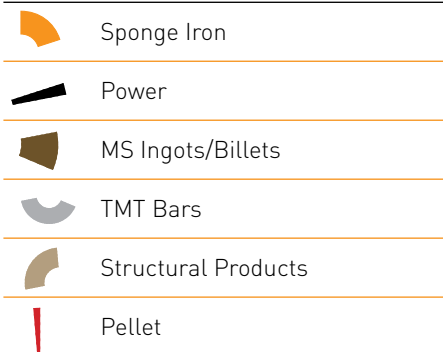 Sponge Iron
Power
MS Ingots/Billets
TMT Bars
Structural Products
Pellet